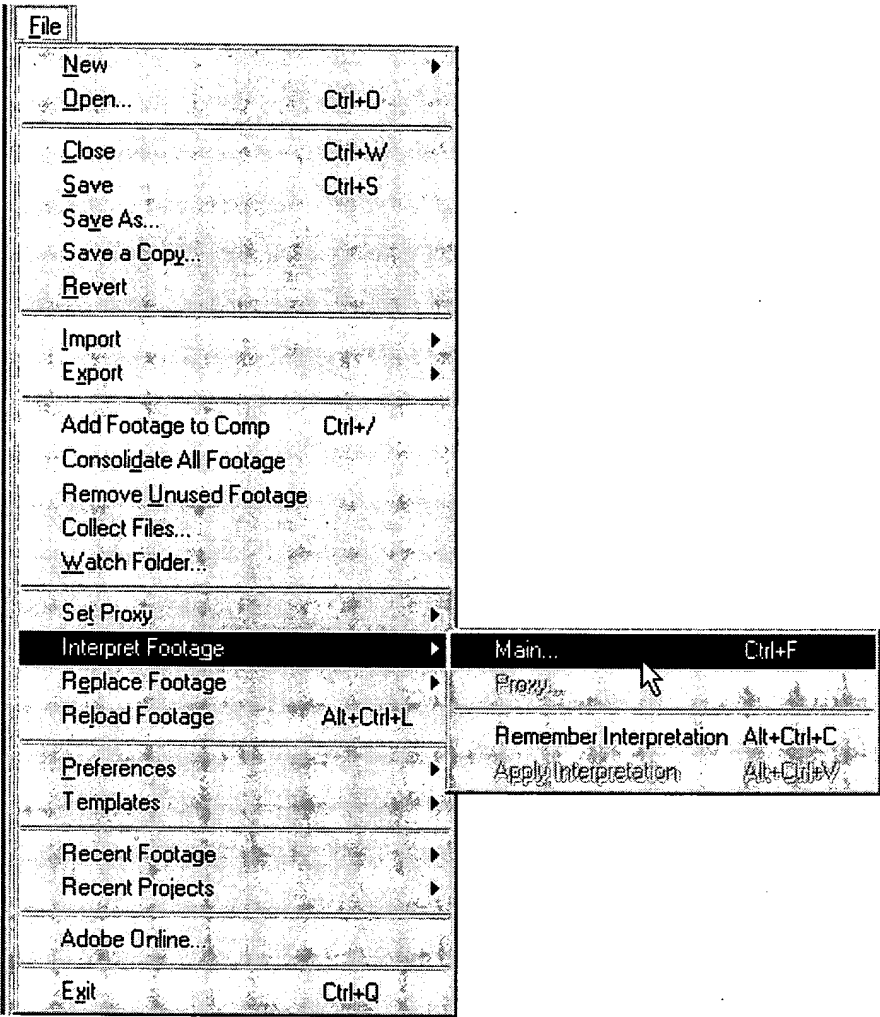 File
New
Open... Ctrl+O
Close Ctrl+W
Save Ctrl+S
Save As...
Save a Copy...
Revert
Import
Export
Add Footage to Comp Ctrl+/
Consolidate All Footage
Remove Unused Footage
Collect Files...
Watch Folder...
Set Proxy
Interpret Footage
Main... Ctrl+F
Replace Footage
Proxy...
Reload Footage Alt+Ctrl+L
Remember Interpretation Alt+Ctrl+C
Preferences
Apply Interpretation Alt+Ctrl+V
Templates
Recent Footage
Recent Projects
Adobe Online...
Exit Ctrl+Q